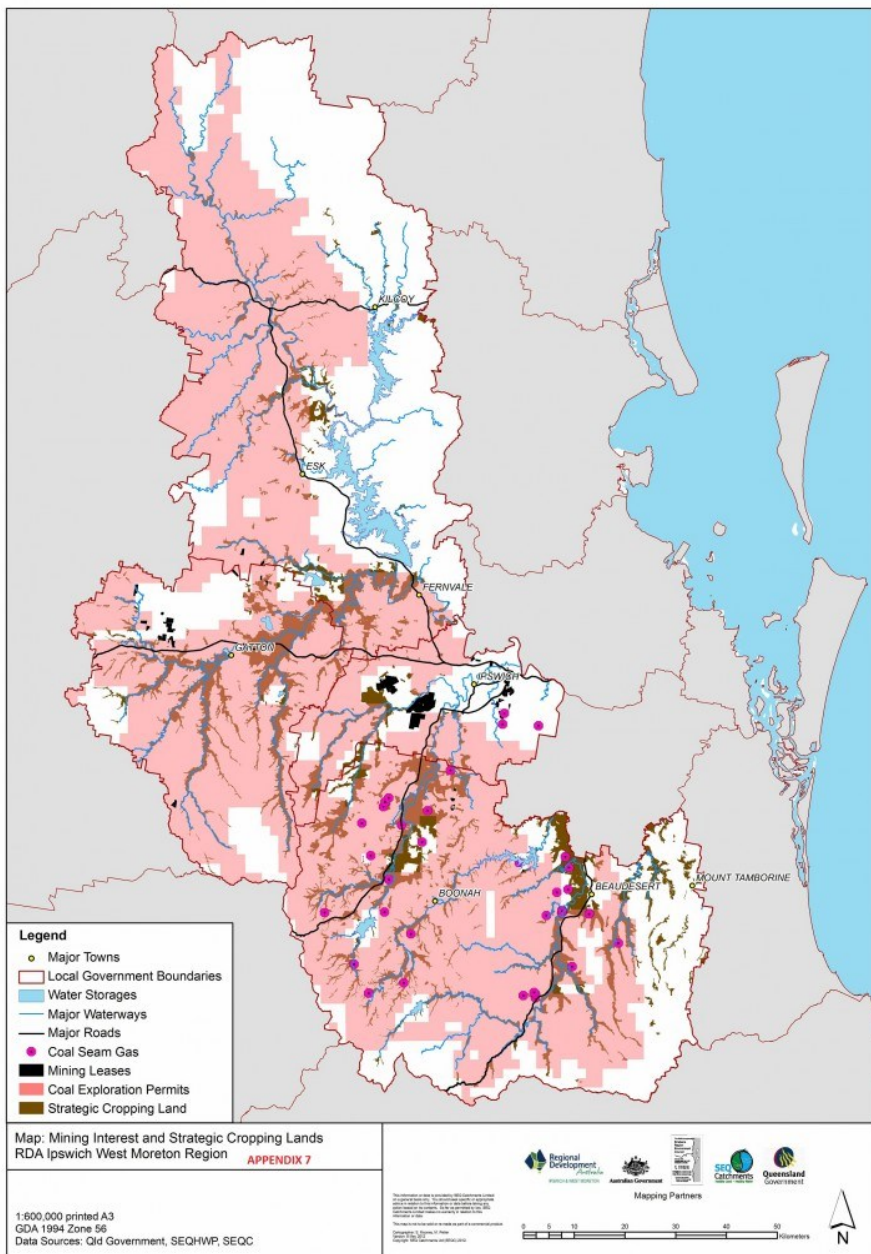 KILCOY
ESK
FERNVALE
GATTON
IPSWICH
BOONAH
BEAUDESERT
MOUNT TAMBORINE
Legend
Major Towns
Local Government Boundaries
Water Storages
Major Waterways
Major Roads
Coal Seam Gas
Mining Leases
Coal Exploration Permits
Strategic Cropping Land
Map: Mining Interest and Strategic Cropping Lands
RDA Ipswich West Moreton Region APPENDIX 7
1:600,000 printed A3
GDA 1994 Zone 56
Data Sources: Qld Government, SEQHWP, SEQC
Regional
Development
Australia
IPSWICH & WEST MORETON
Australian Government
SEQ
Catchments
Queensland
Government
Mapping Partners
0 5 10 20 30 40 50
Kilometers
N